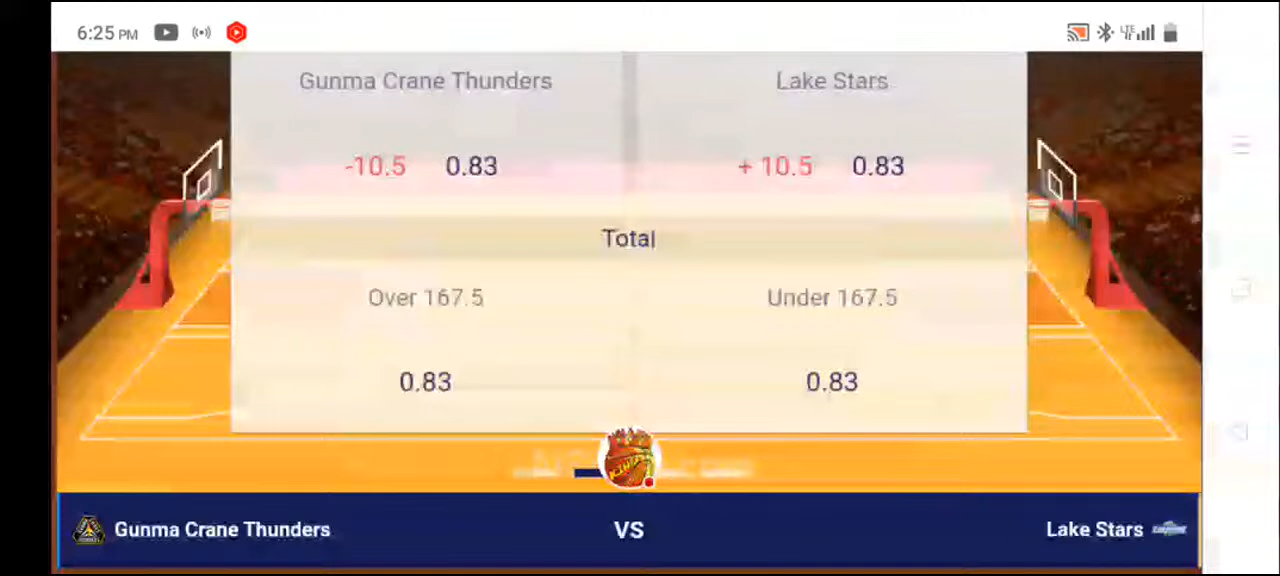 6:25 PM
Gunma Crane Thunders
Lake Stars
-10.5 0.83
+ 10.5 0.83
Total
Over 167.5
Under 167.5
0.83
0.83
Gunma Crane Thunders
VS
Lake Stars